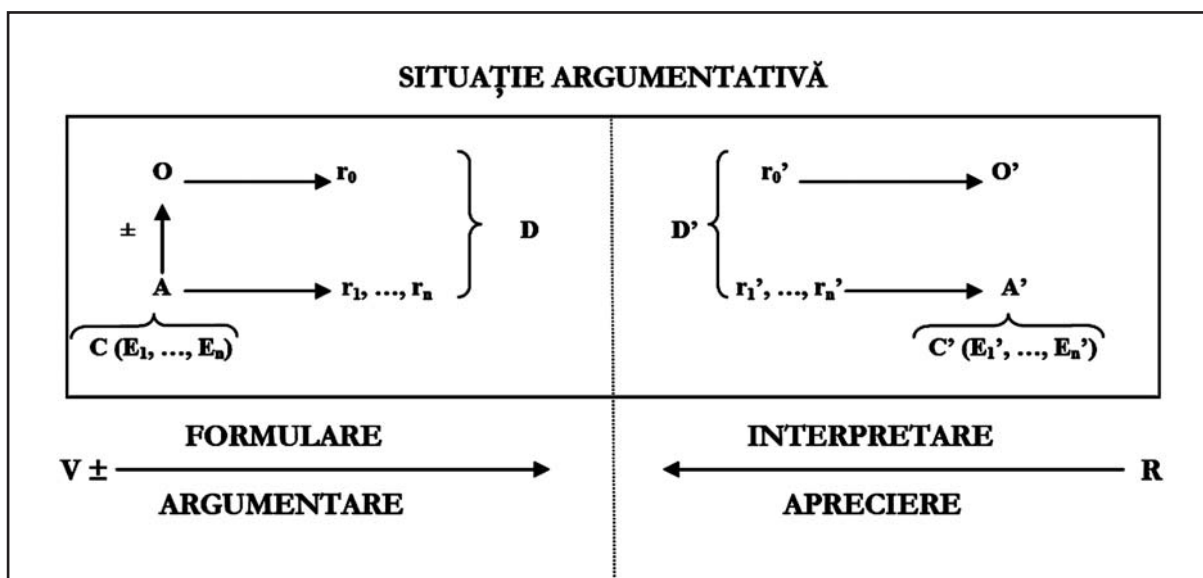 SITUAȚIE ARGUMENTATIVĂ
O r₀ r₀’ O’
± D D’
A r₁, ..., rₙ r₁’, ..., rₙ’ A’
C (E₁, ..., Eₙ) C’ (E₁’, ..., Eₙ’)
FORMULARE INTERPRETARE
V ± R
ARGUMENTARE APRECIERE